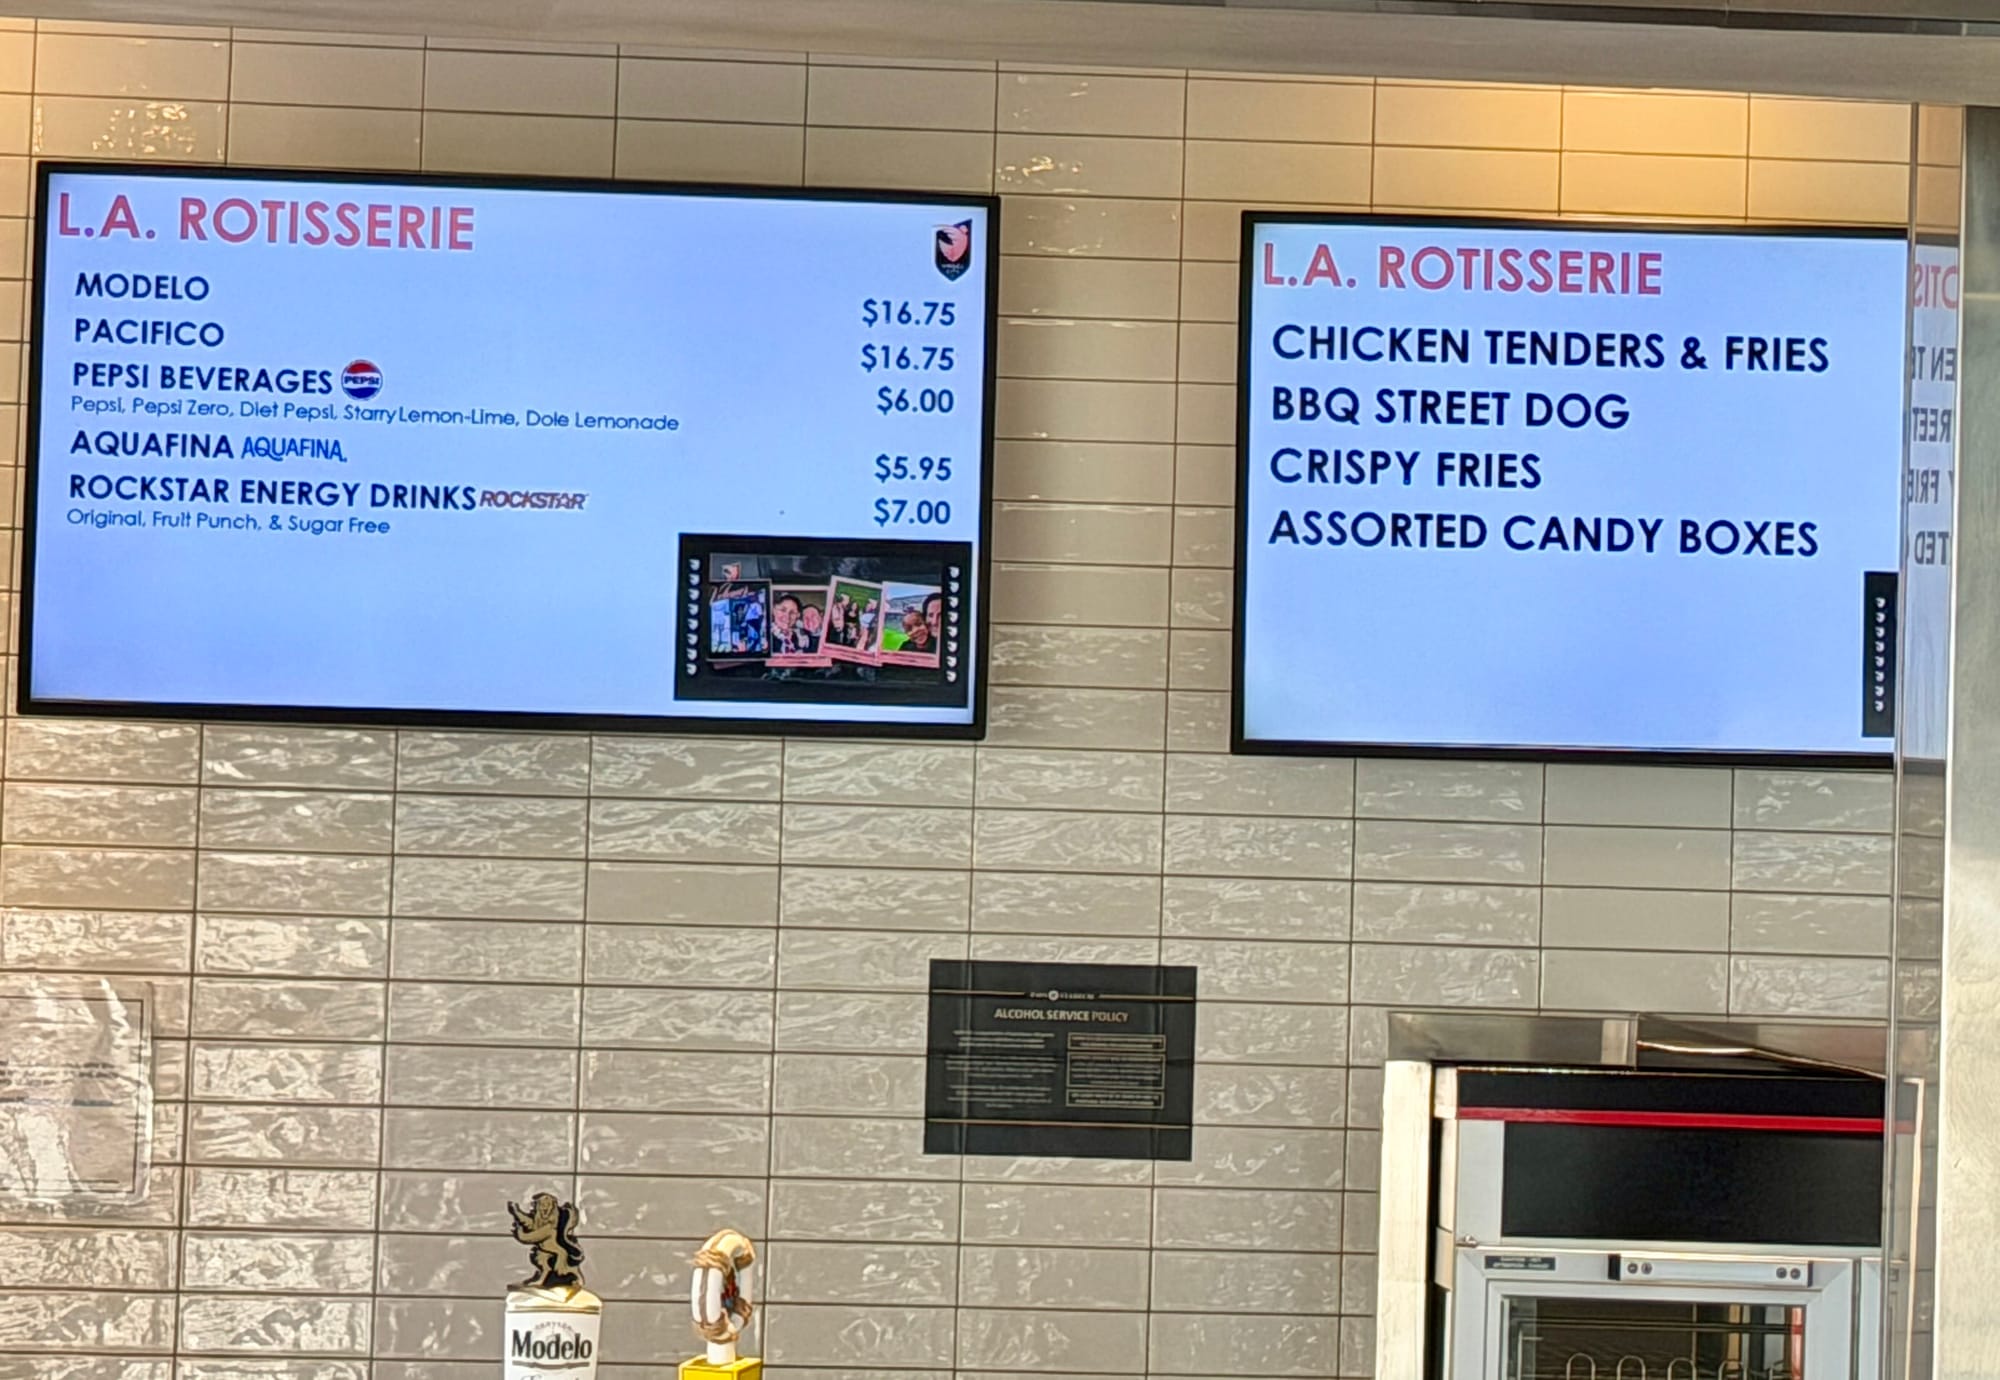 L.A. ROTISSERIE
MODELO $16.75
PACIFICO $16.75
PEPSI BEVERAGES PEPSI $6.00
Pepsi, Pepsi Zero, Diet Pepsi, Starry Lemon-Lime, Dole Lemonade
AQUAFINA AQUAFINA. $5.95
ROCKSTAR ENERGY DRINKS ROCKSTAR $7.00
Original, Fruit Punch, & Sugar Free
L.A. ROTISSERIE
CHICKEN TENDERS & FRIES
BBQ STREET DOG
CRISPY FRIES
ASSORTED CANDY BOXES
ALCOHOL SERVICE POLICY
Modelo